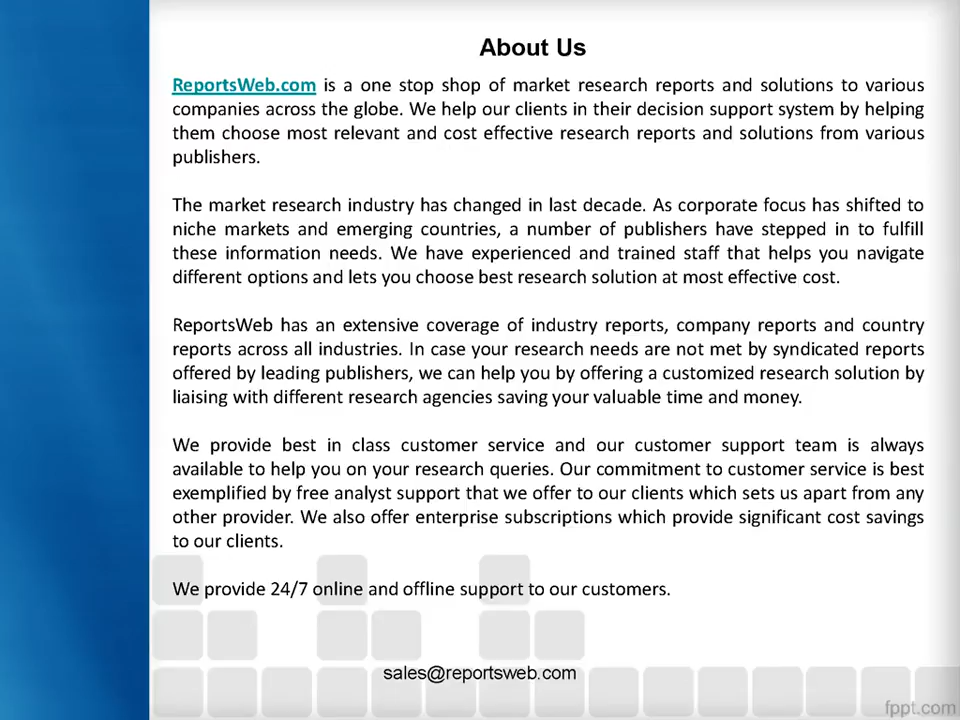 About Us
ReportsWeb.com is a one stop shop of market research reports and solutions to various
companies across the globe. We help our clients in their decision support system by helping
them choose most relevant and cost effective research reports and solutions from various
publishers.
The market research industry has changed in last decade. As corporate focus has shifted to
niche markets and emerging countries, a number of publishers have stepped in to fulfill
these information needs. We have experienced and trained staff that helps you navigate
different options and lets you choose best research solution at most effective cost.
ReportsWeb has an extensive coverage of industry reports, company reports and country
reports across all industries. In case your research needs are not met by syndicated reports
offered by leading publishers, we can help you by offering a customized research solution by
liaising with different research agencies saving your valuable time and money.
We provide best in class customer service and our customer support team is always
available to help you on your research queries. Our commitment to customer service is best
exemplified by free analyst support that we offer to our clients which sets us apart from any
other provider. We also offer enterprise subscriptions which provide significant cost savings
to our clients.
We provide 24/7 online and offline support to our customers.
sales@reportsweb.com
fppt.com